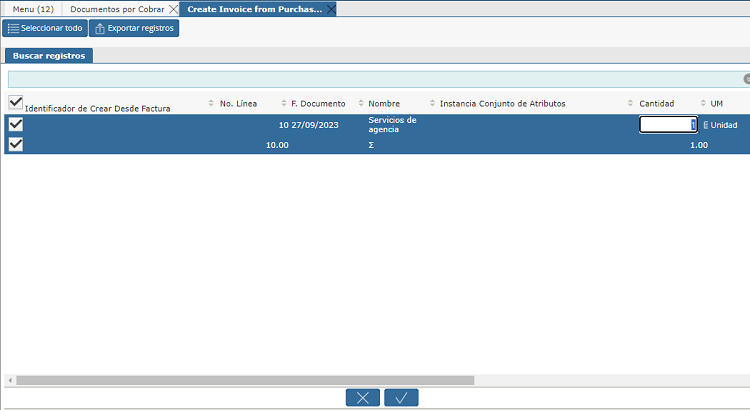 Menu (12) Documentos por Cobrar Create Invoice from Purchas...
Seleccionar todo Exportar registros
Buscar registros
Identificador de Crear Desde Factura No. Línea F. Documento Nombre Instancia Conjunto de Atributos Cantidad UM
10 27/09/2023 Servicios de agencia 1 Unidad
10.00 Σ 1.00